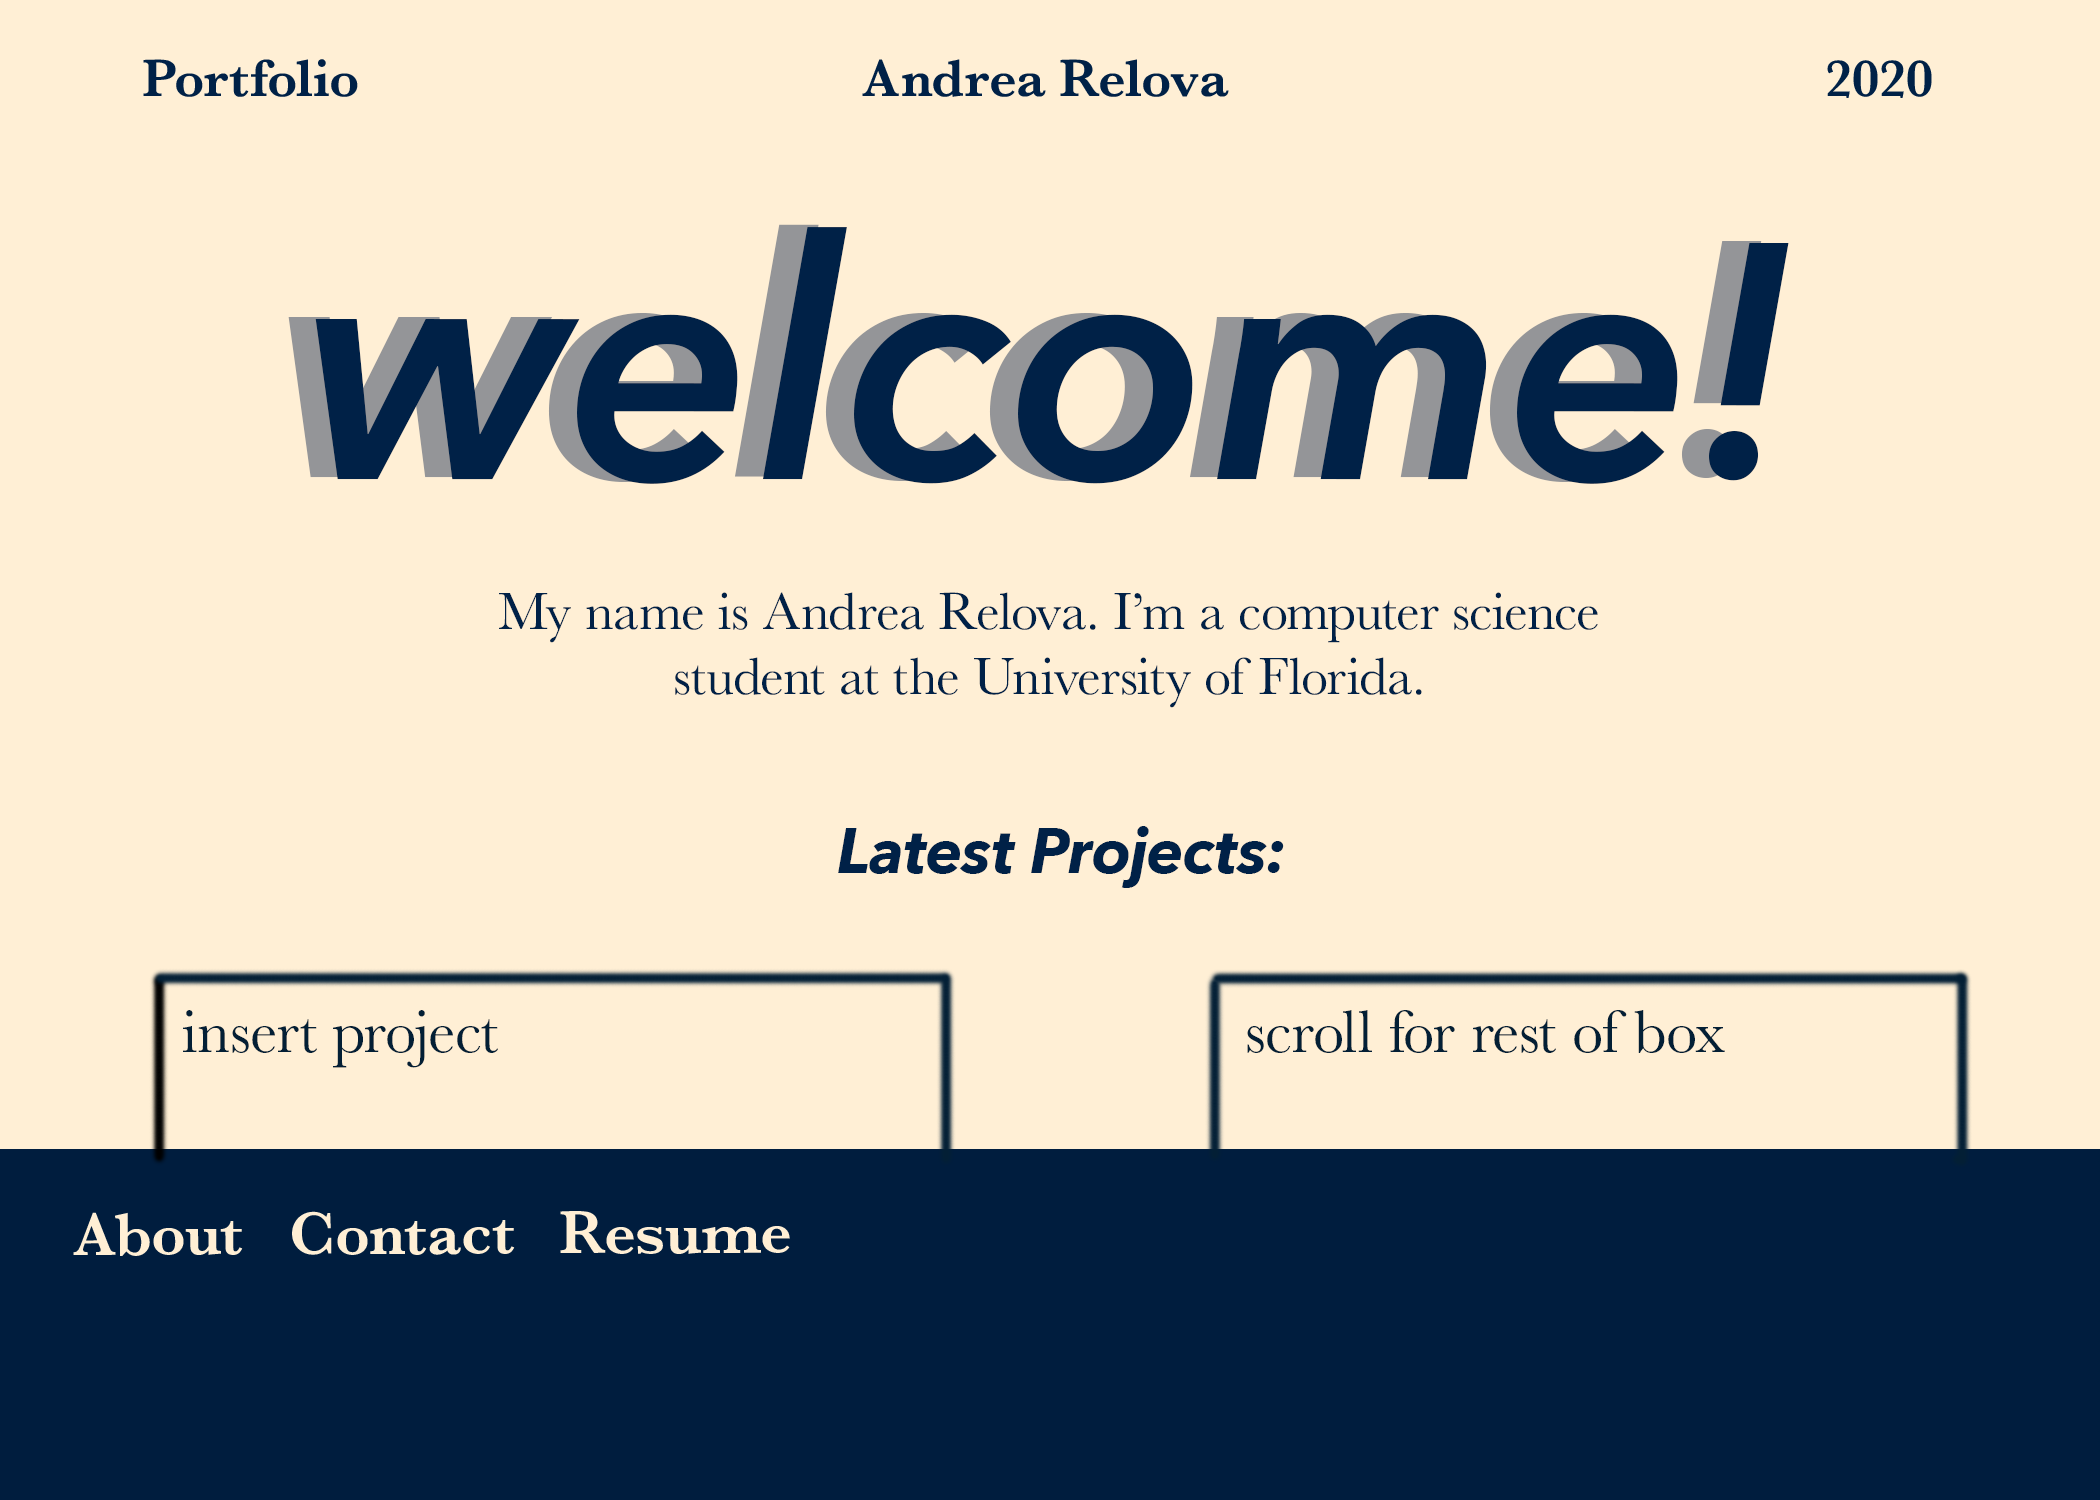 Portfolio Andrea Relova 2020
welcome!
My name is Andrea Relova. I’m a computer science
student at the University of Florida.
Latest Projects:
insert project
scroll for rest of box
About Contact Resume